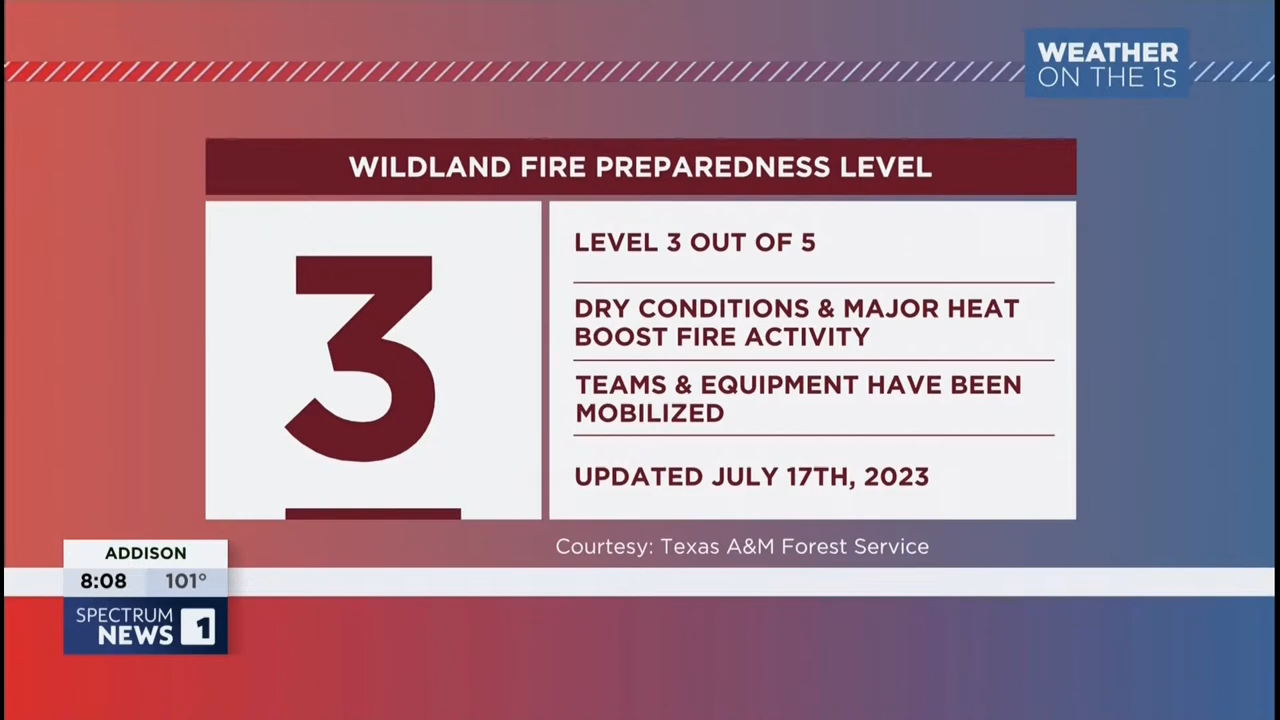 WEATHER
ON THE 1S
WILDLAND FIRE PREPAREDNESS LEVEL
3
LEVEL 3 OUT OF 5
DRY CONDITIONS & MAJOR HEAT
BOOST FIRE ACTIVITY
TEAMS & EQUIPMENT HAVE BEEN
MOBILIZED
UPDATED JULY 17TH, 2023
Courtesy: Texas A&M Forest Service
ADDISON
8:08 101°
SPECTRUM
NEWS 1